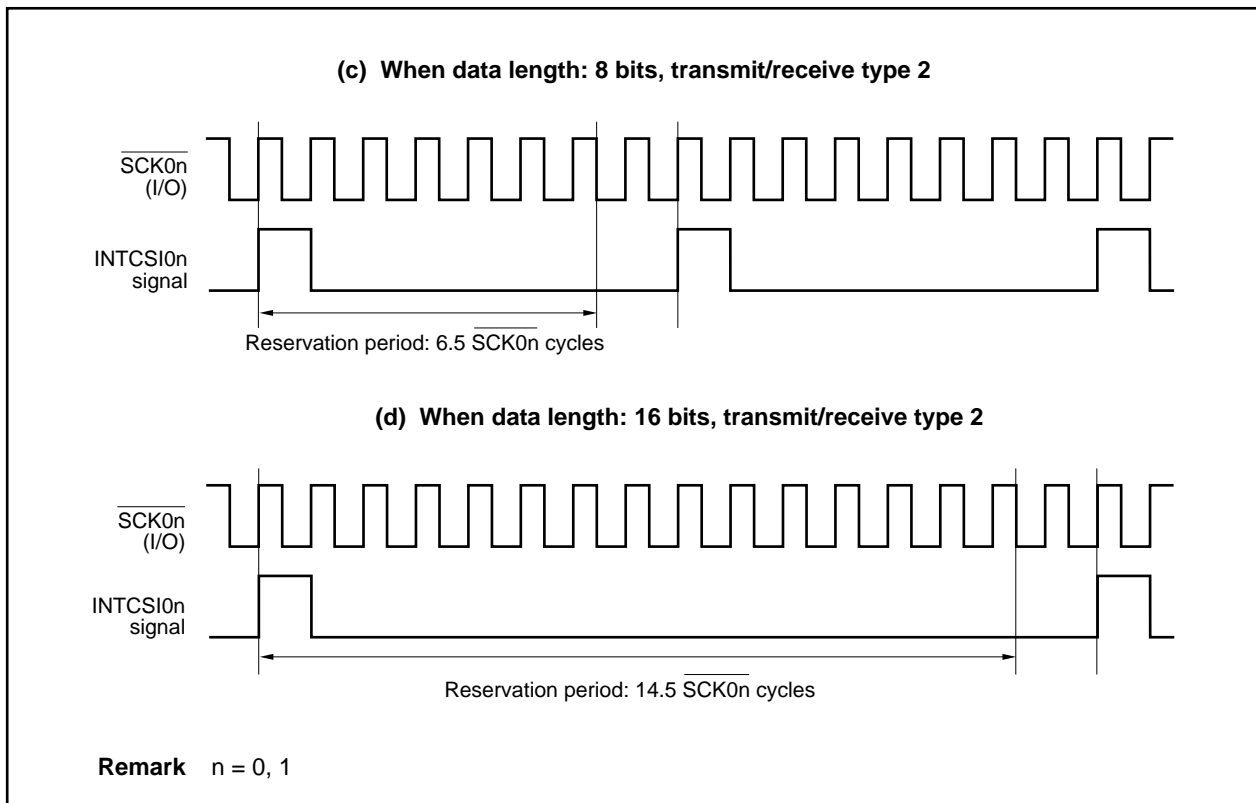 (c) When data length: 8 bits, transmit/receive type 2
SCK0n
(I/O)
INTCSI0n
signal
Reservation period: 6.5 SCK0n cycles
(d) When data length: 16 bits, transmit/receive type 2
SCK0n
(I/O)
INTCSI0n
signal
Reservation period: 14.5 SCK0n cycles
Remark n = 0, 1